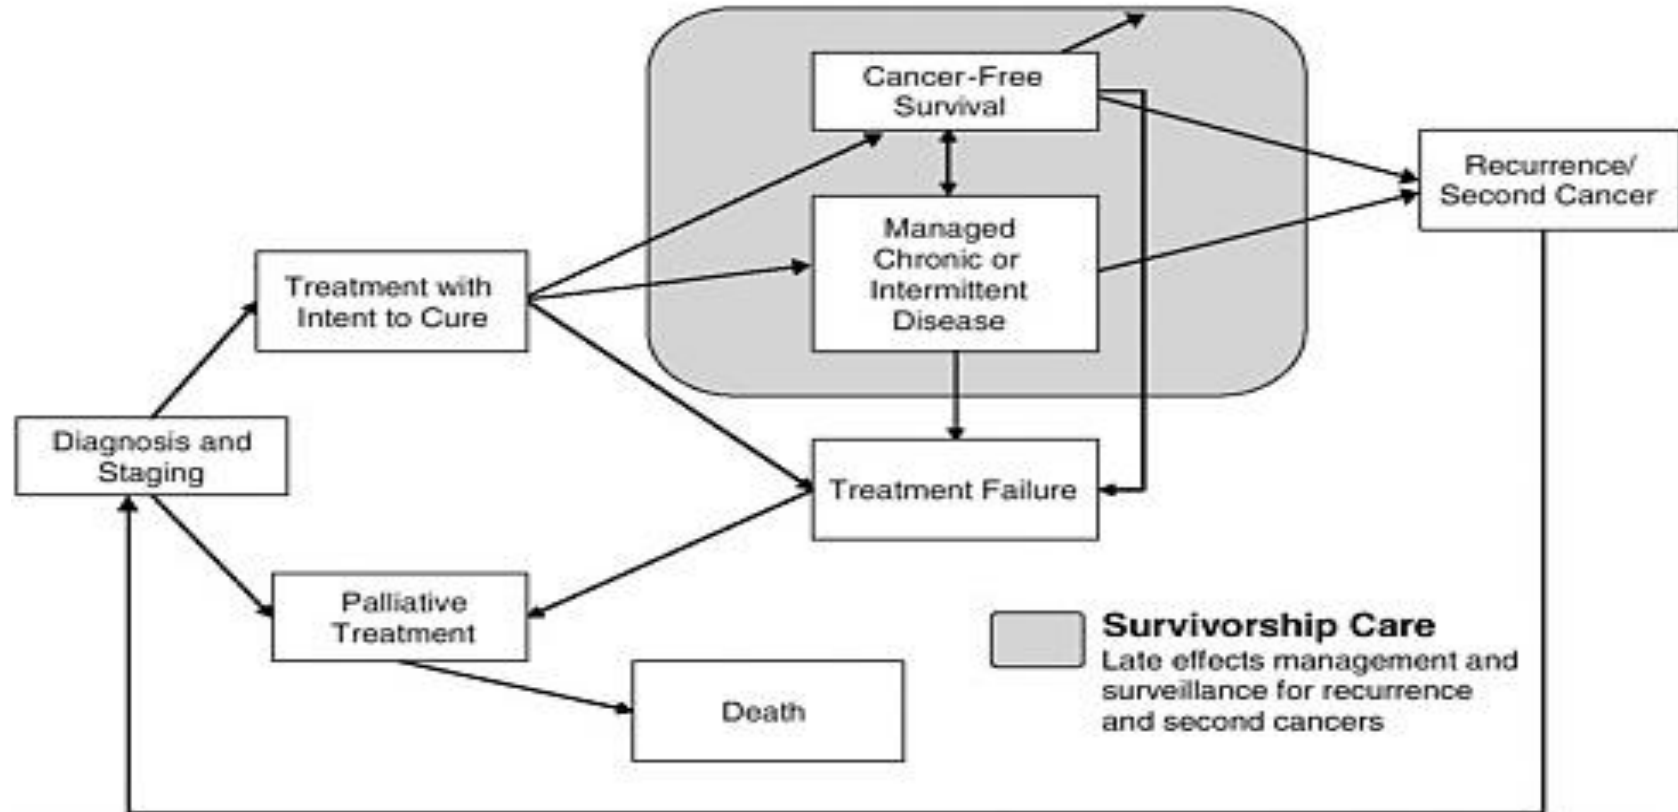 Cancer-Free
Survival
Recurrence/
Second Cancer
Managed
Chronic or
Intermittent
Disease
Treatment with
Intent to Cure
Diagnosis and
Staging
Treatment Failure
Palliative
Treatment
Survivorship Care
Late effects management and
surveillance for recurrence
and second cancers
Death